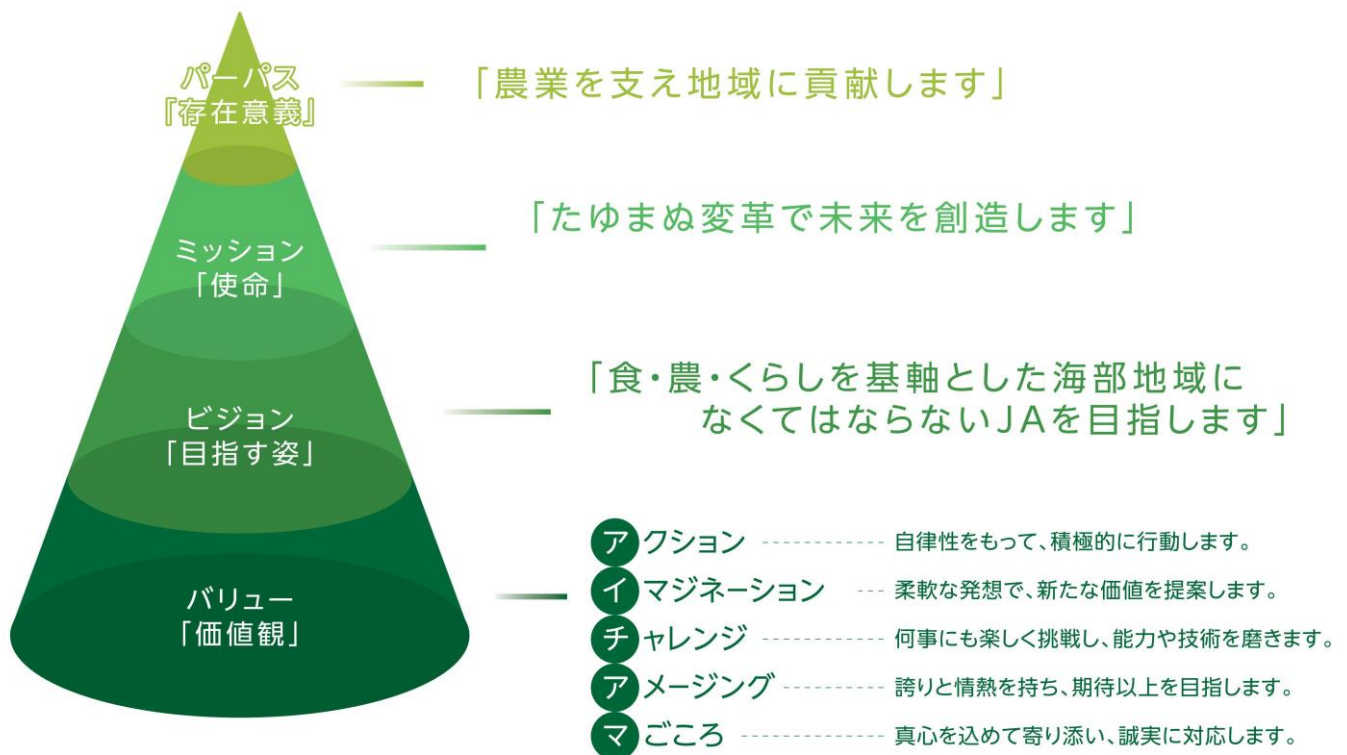 パーパス
「存在意義」
「農業を支え地域に貢献します」
ミッション
「使命」
「たゆまぬ変革で未来を創造します」
ビジョン
「目指す姿」
「食・農・くらしを基軸とした海部地域に
なくてはならないJAを目指します」
バリュー
「価値観」
アクション ------------ 自律性をもって、積極的に行動します。
イマジネーション --- 柔軟な発想で、新たな価値を提案します。
チャレンジ ------------ 何事にも楽しく挑戦し、能力や技術を磨きます。
アメージング ---------- 誇りと情熱を持ち、期待以上を目指します。
マごころ -------------- 真心を込めて寄り添い、誠実に対応します。